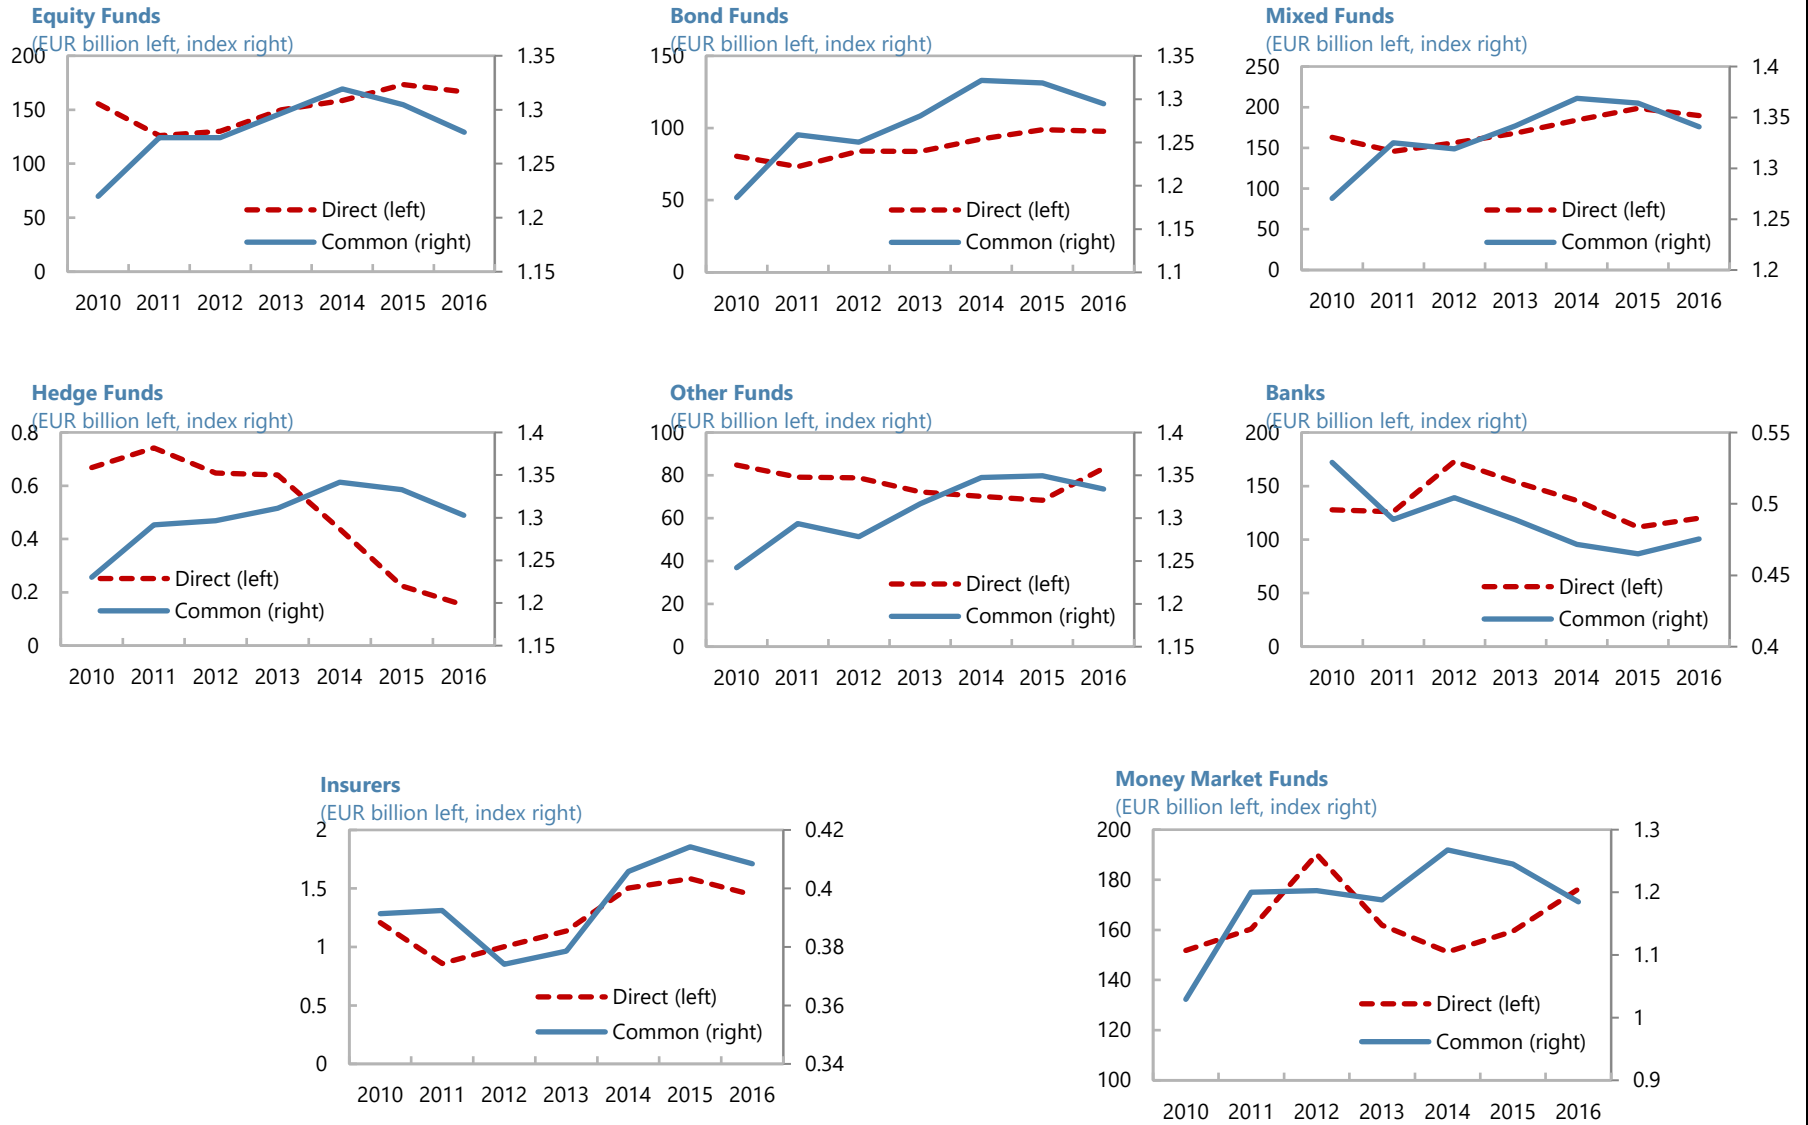 Equity Funds
(EUR billion left, index right)
200
150
100
50
0
1.35
1.3
1.25
1.2
1.15
Direct (left)
Common (right)
2010 2011 2012 2013 2014 2015 2016
Bond Funds
(EUR billion left, index right)
150
100
50
0
1.35
1.3
1.25
1.2
1.15
1.1
Direct (left)
Common (right)
2010 2011 2012 2013 2014 2015 2016
Mixed Funds
(EUR billion left, index right)
250
200
150
100
50
0
1.4
1.35
1.3
1.25
1.2
Direct (left)
Common (right)
2010 2011 2012 2013 2014 2015 2016
Hedge Funds
(EUR billion left, index right)
0.8
0.6
0.4
0.2
0
1.4
1.35
1.3
1.25
1.2
1.15
Direct (left)
Common (right)
2010 2011 2012 2013 2014 2015 2016
Other Funds
(EUR billion left, index right)
100
80
60
40
20
0
1.4
1.35
1.3
1.25
1.2
1.15
Direct (left)
Common (right)
2010 2011 2012 2013 2014 2015 2016
Banks
(EUR billion left, index right)
200
150
100
50
0
0.55
0.5
0.45
0.4
Direct (left)
Common (right)
2010 2011 2012 2013 2014 2015 2016
Insurers
(EUR billion left, index right)
2
1.5
1
0.5
0
0.42
0.4
0.38
0.36
0.34
Direct (left)
Common (right)
2010 2011 2012 2013 2014 2015 2016
Money Market Funds
(EUR billion left, index right)
200
180
160
140
120
100
1.3
1.2
1.1
1
0.9
Direct (left)
Common (right)
2010 2011 2012 2013 2014 2015 2016